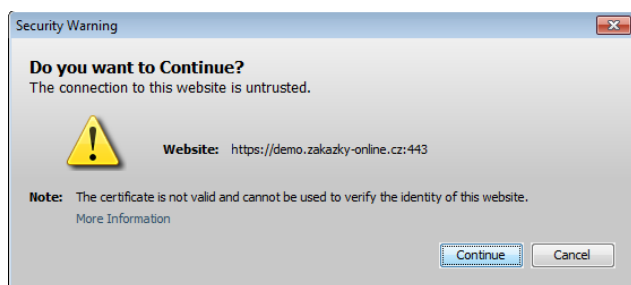 Security Warning
Do you want to Continue?
The connection to this website is untrusted.
Website: https://demo.zakazky-online.cz:443
Note: The certificate is not valid and cannot be used to verify the identity of this website.
More Information
Continue Cancel